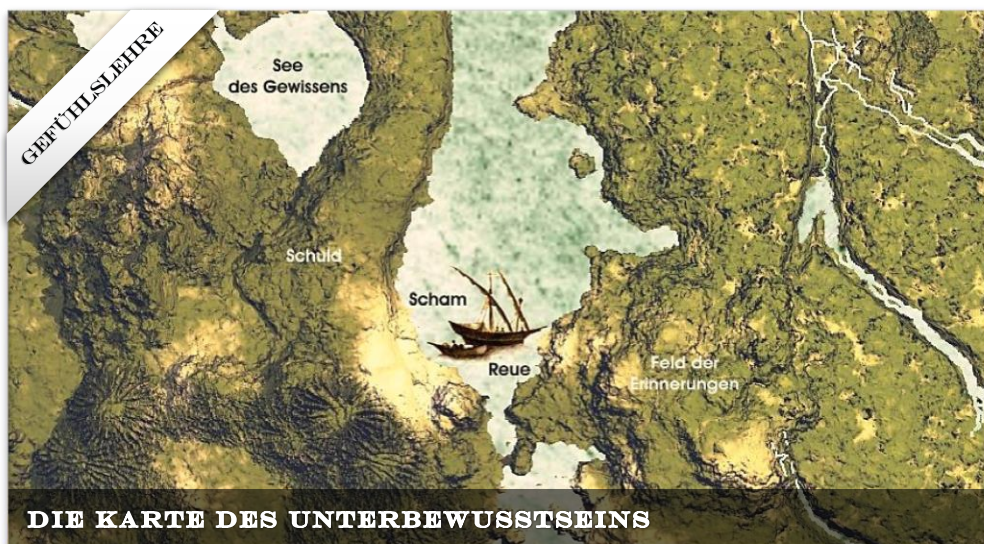 GEFÜHLSLEHRE
See
des Gewissens
Schuld
Scham
Reue
Feld der
Erinnerungen
DIE KARTE DES UNTERBEWUSSTSEINS